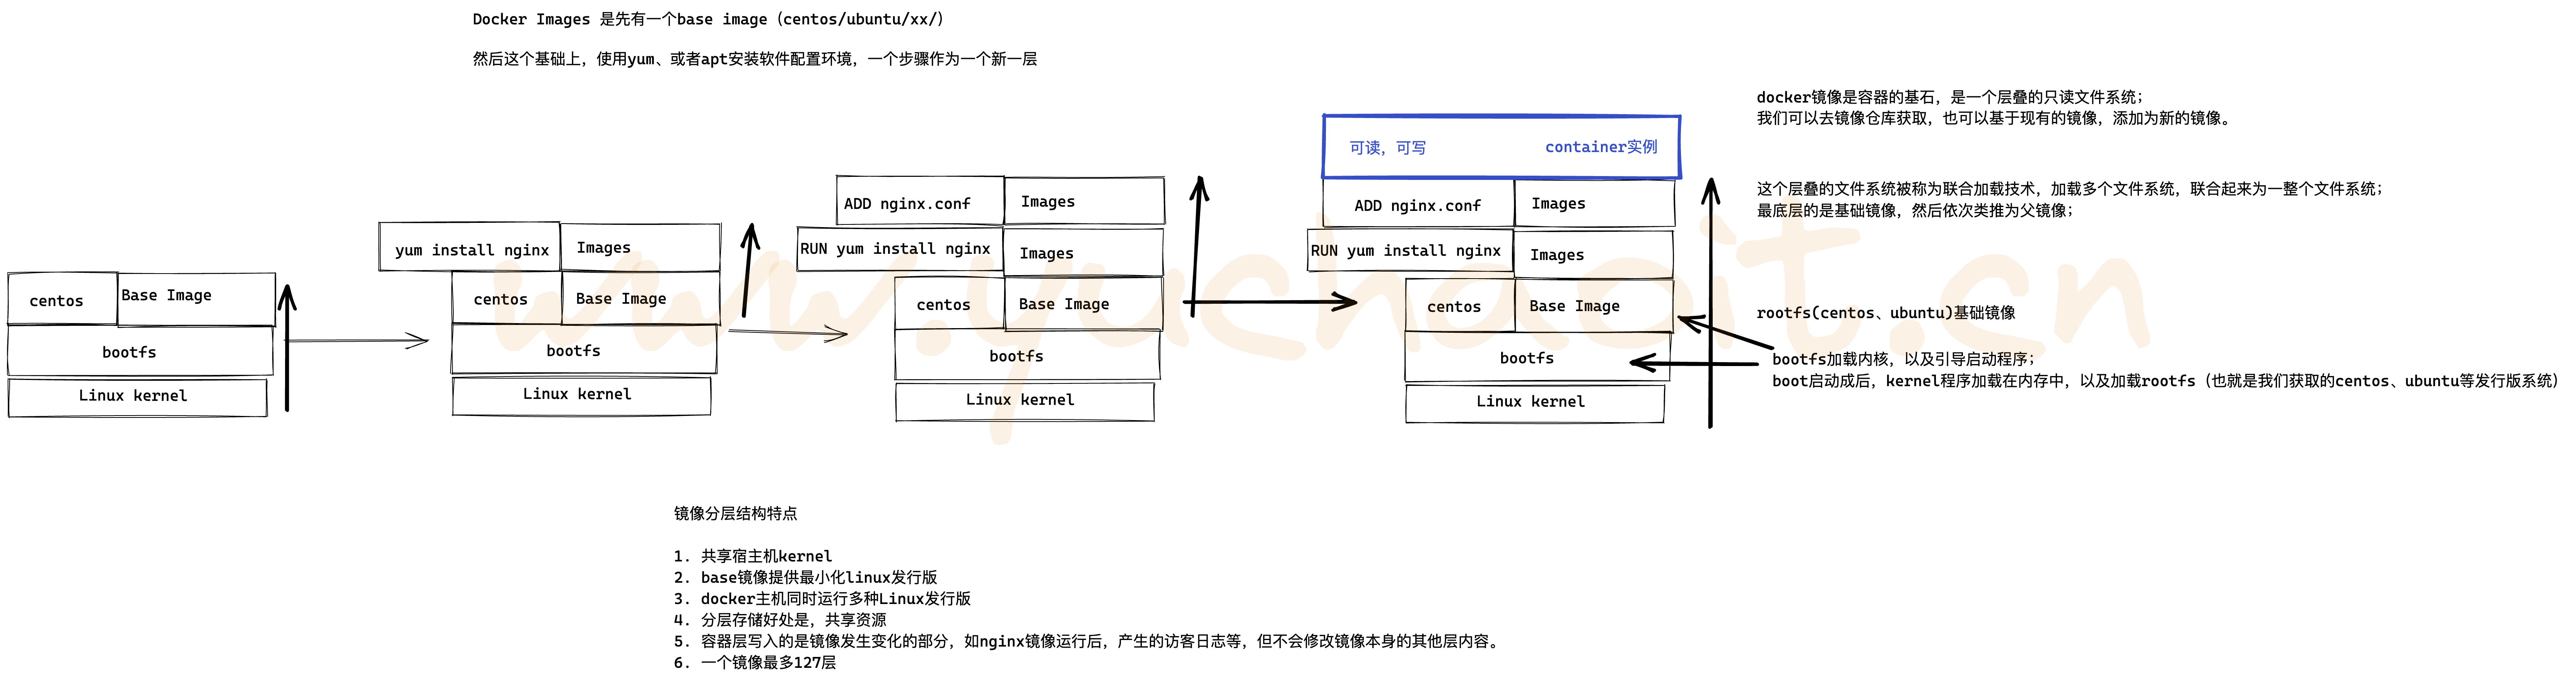 Docker Images 是先有一个base image（centos/ubuntu/xx/）
然后这个基础上，使用yum、或者apt安装软件配置环境，一个步骤作为一个新一层
centos
Base Image
bootfs
Linux kernel
yum install nginx
Images
centos
Base Image
bootfs
Linux kernel
ADD nginx.conf
Images
RUN yum install nginx
Images
centos
Base Image
bootfs
Linux kernel
可读，可写
container实例
ADD nginx.conf
Images
RUN yum install nginx
Images
centos
Base Image
bootfs
Linux kernel
docker镜像是容器的基石，是一个层叠的只读文件系统；
我们可以去镜像仓库获取，也可以基于现有的镜像，添加为新的镜像。
这个层叠的文件系统被称为联合加载技术，加载多个文件系统，联合起来为一整个文件系统；
最底层的是基础镜像，然后依次类推为父镜像；
rootfs(centos、ubuntu)基础镜像
bootfs加载内核，以及引导启动程序；
boot启动成后，kernel程序加载在内存中，以及加载rootfs（也就是我们获取的centos、ubuntu等发行版系统）
镜像分层结构特点
1. 共享宿主机kernel
2. base镜像提供最小化linux发行版
3. docker主机同时运行多种Linux发行版
4. 分层存储好处是，共享资源
5. 容器层写入的是镜像发生变化的部分，如nginx镜像运行后，产生的访客日志等，但不会修改镜像本身的其他层内容。
6. 一个镜像最多127层
www.yuchaoit.cn